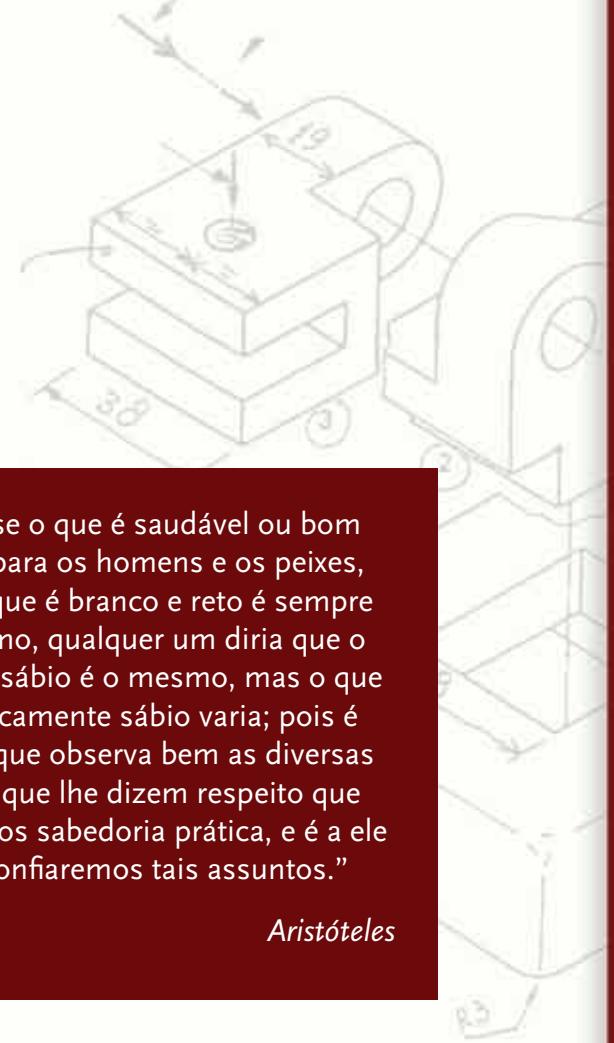 19
38
3
2
se o que é saudável ou bom
para os homens e os peixes,
que é branco e reto é sempre
no, qualquer um diria que o
sábio é o mesmo, mas o que
camente sábio varia; pois é
que observa bem as diversas
que lhe dizem respeito que
os sabedoria prática, e é a ele
onfiaremos tais assuntos.”
Aristóteles
R3